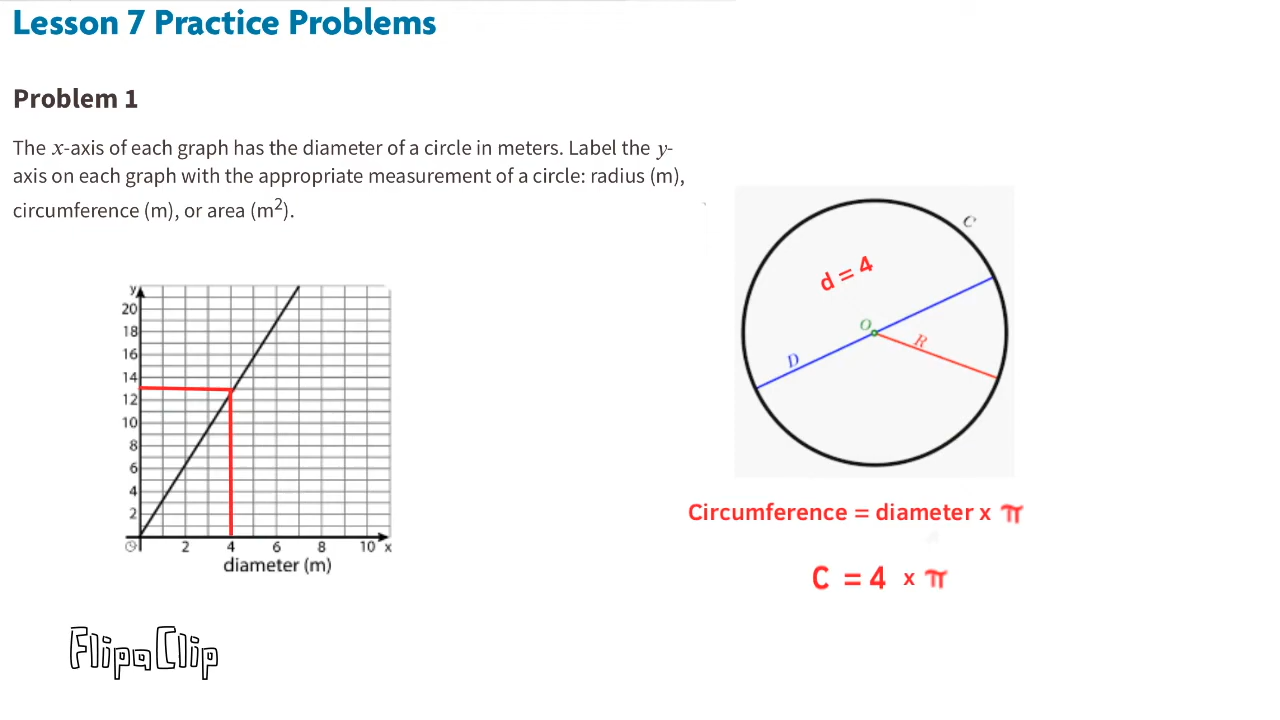 Lesson 7 Practice Problems
Problem 1
The x-axis of each graph has the diameter of a circle in meters. Label the y-
axis on each graph with the appropriate measurement of a circle: radius (m),
circumference (m), or area (m²).
y
20
18
16
14
12
10
8
6
4
2
2 4 6 8 10 x
diameter (m)
C
d = 4
O
R
D
Circumference = diameter x π
C = 4 x π
FlipaClip